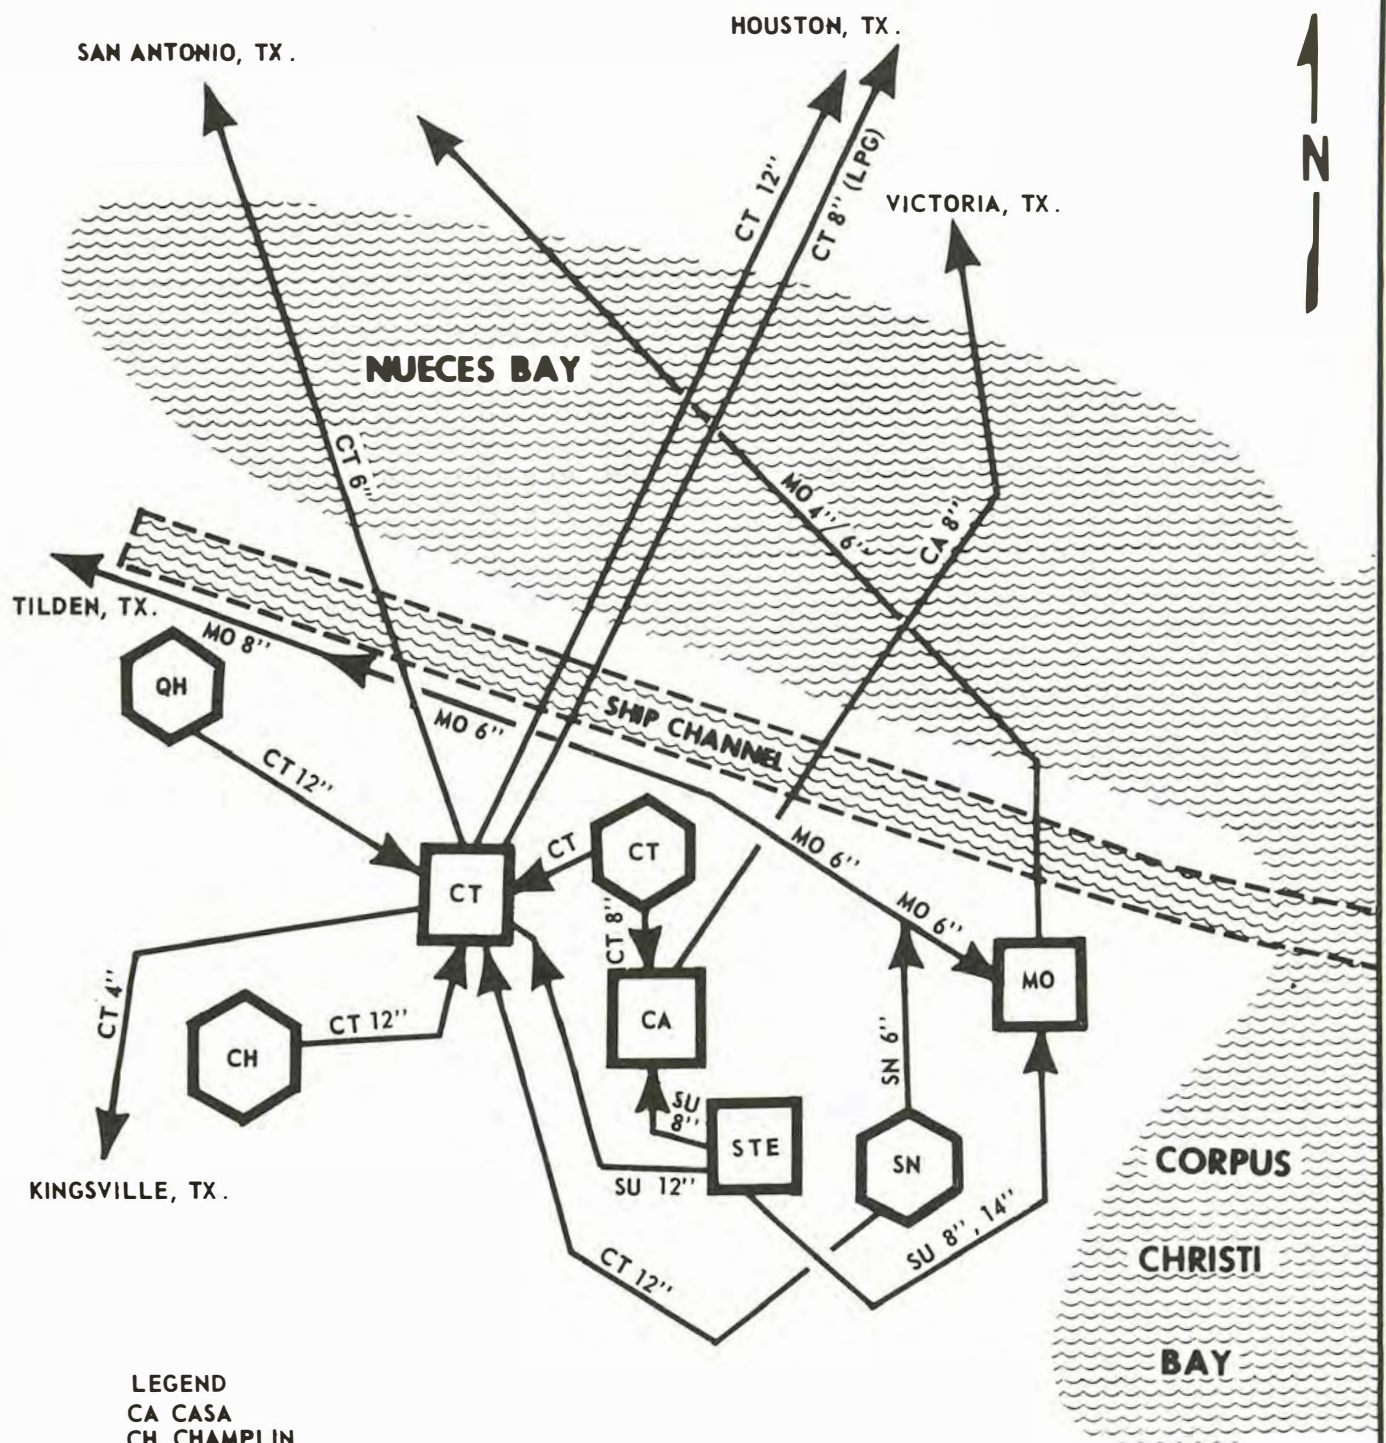 HOUSTON, TX.
SAN ANTONIO, TX.
N
CT 12"
CT 8" (LPG)
VICTORIA, TX.
NUECES BAY
CT 6"
MO 4"/6"
CA 8"
TILDEN, TX.
MO 8"
QH
MO 6"
SHIP CHANNEL
CT 12"
CT
CT
MO 6"
CT
CT 8"
MO 6"
MO
CT 4"
CT 12"
CA
CH
SN 6"
SU
8"
STE
SN
CORPUS
KINGSVILLE, TX.
SU 12"
SU 8", 14"
CT 12"
CHRISTI
BAY
LEGEND
CA CASA
CH CHAMPLIN